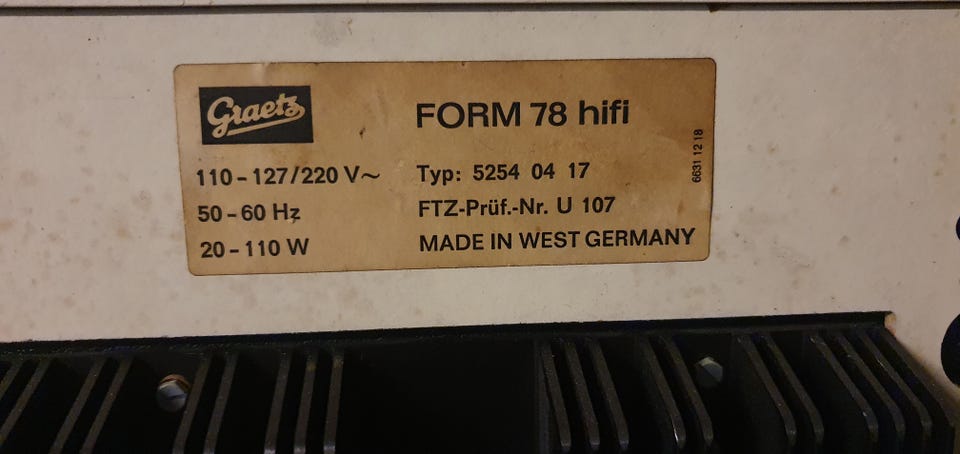 Graetz
FORM 78 hifi
110-127/220 V~
50-60 Hz
20-110 W
Typ: 5254 04 17
FTZ-Prüf.-Nr. U 107
MADE IN WEST GERMANY
6631 12 18